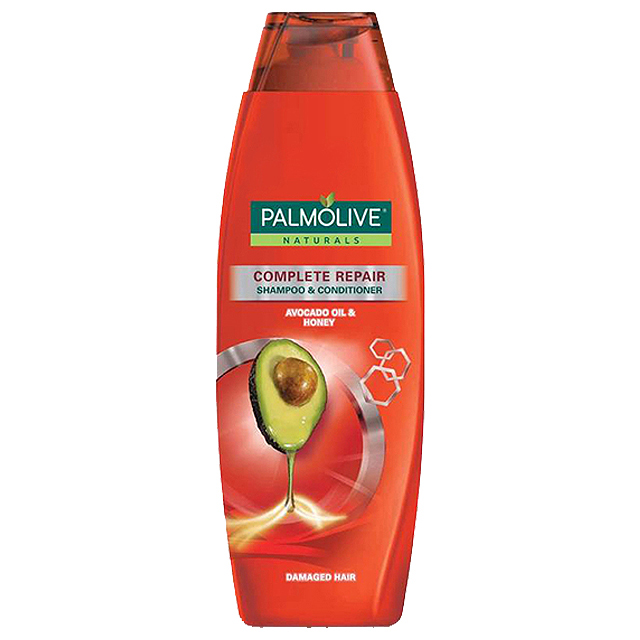 PALMOLIVE®
NATURALS
COMPLETE REPAIR
SHAMPOO & CONDITIONER
AVOCADO OIL &
HONEY
DAMAGED HAIR